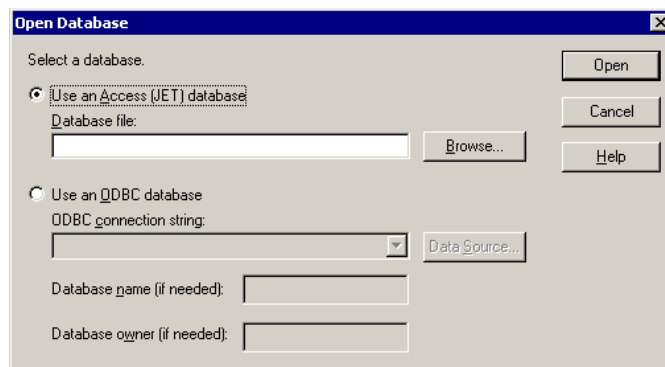 Open Database
Select a database.
Open
Use an Access (JET) database
Database file:
Cancel
Browse...
Help
Use an ODBC database
ODBC connection string:
Data Source...
Database name (if needed):
Database owner (if needed):